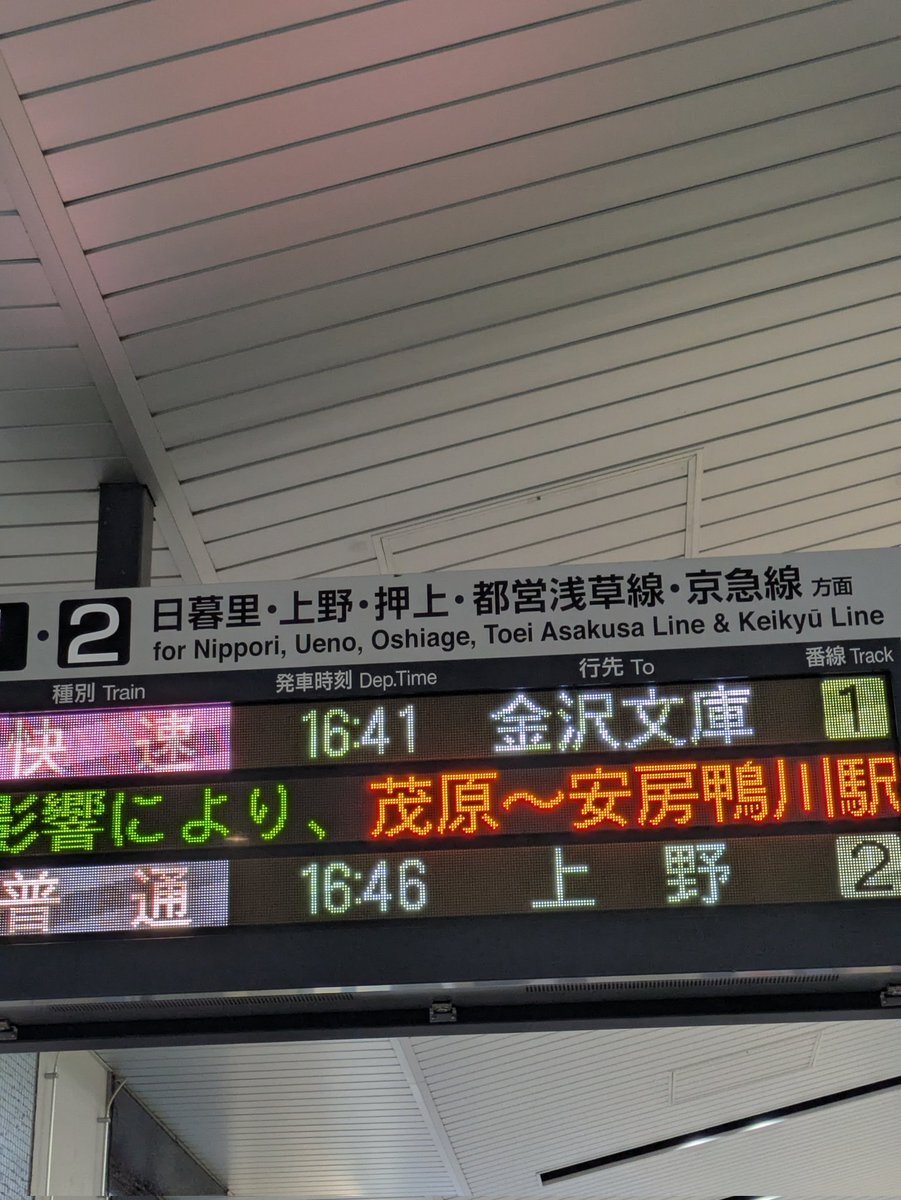 2 日暮里・上野・押上・都営浅草線・京急線 方面
for Nippori, Ueno, Oshiage, Toei Asakusa Line & Keikyū Line
種別 Train 発車時刻 Dep.Time 行先 To 番線 Track
快速 16:41 金沢文庫 1
影響により、茂原〜安房鴨川駅
普通 16:46 上野 2